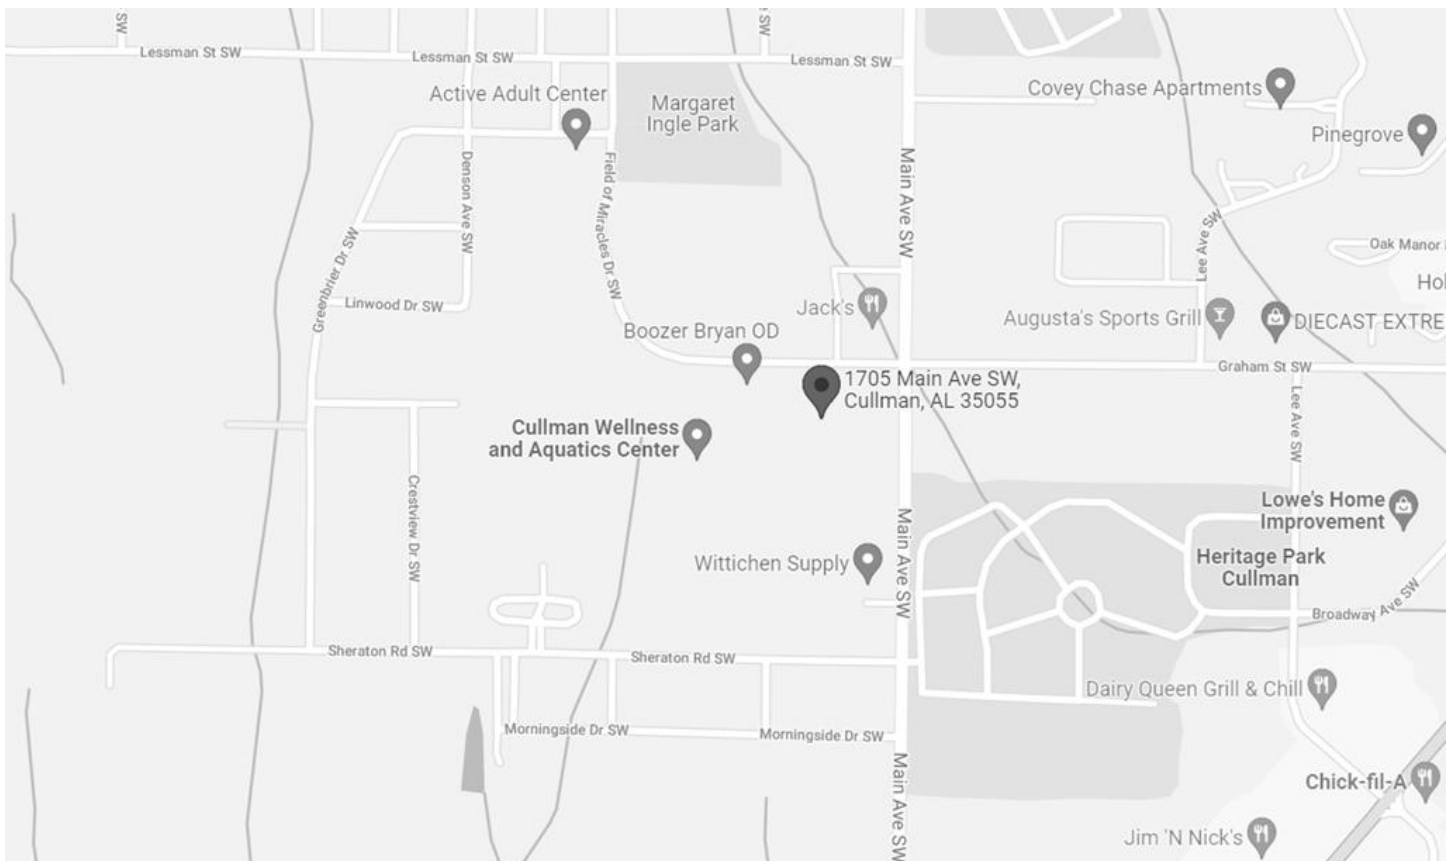 SW
SW
Lessman St SW
Lessman St SW
Lessman St SW
Active Adult Center
Margaret
Ingle Park
Covey Chase Apartments
Pinegrove
Denson Ave SW
Field of Miracles Dr SW
Main Ave SW
Lee Ave SW
Oak Manor
Greenbrier Dr SW
Linwood Dr SW
Hol
Jack's
Boozer Bryan OD
Augusta's Sports Grill
DIECAST EXTRE
Graham St SW
1705 Main Ave SW,
Cullman, AL 35055
Lee Ave SW
Cullman Wellness
and Aquatics Center
Crestview Dr SW
Main Ave SW
Lowe's Home
Improvement
Wittichen Supply
Heritage Park
Cullman
Broadway Ave SW
Sheraton Rd SW
Sheraton Rd SW
Dairy Queen Grill & Chill
Morningside Dr SW
Morningside Dr SW
Main Ave SW
Chick-fil-A
Jim 'N Nick's